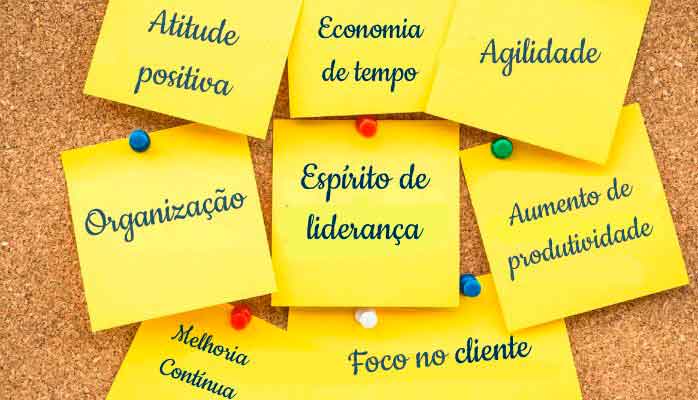 Atitude
positiva
Economia
de tempo
Agilidade
Organização
Espírito de
liderança
Aumento de
produtividade
Melhoria
Contínua
Foco no cliente